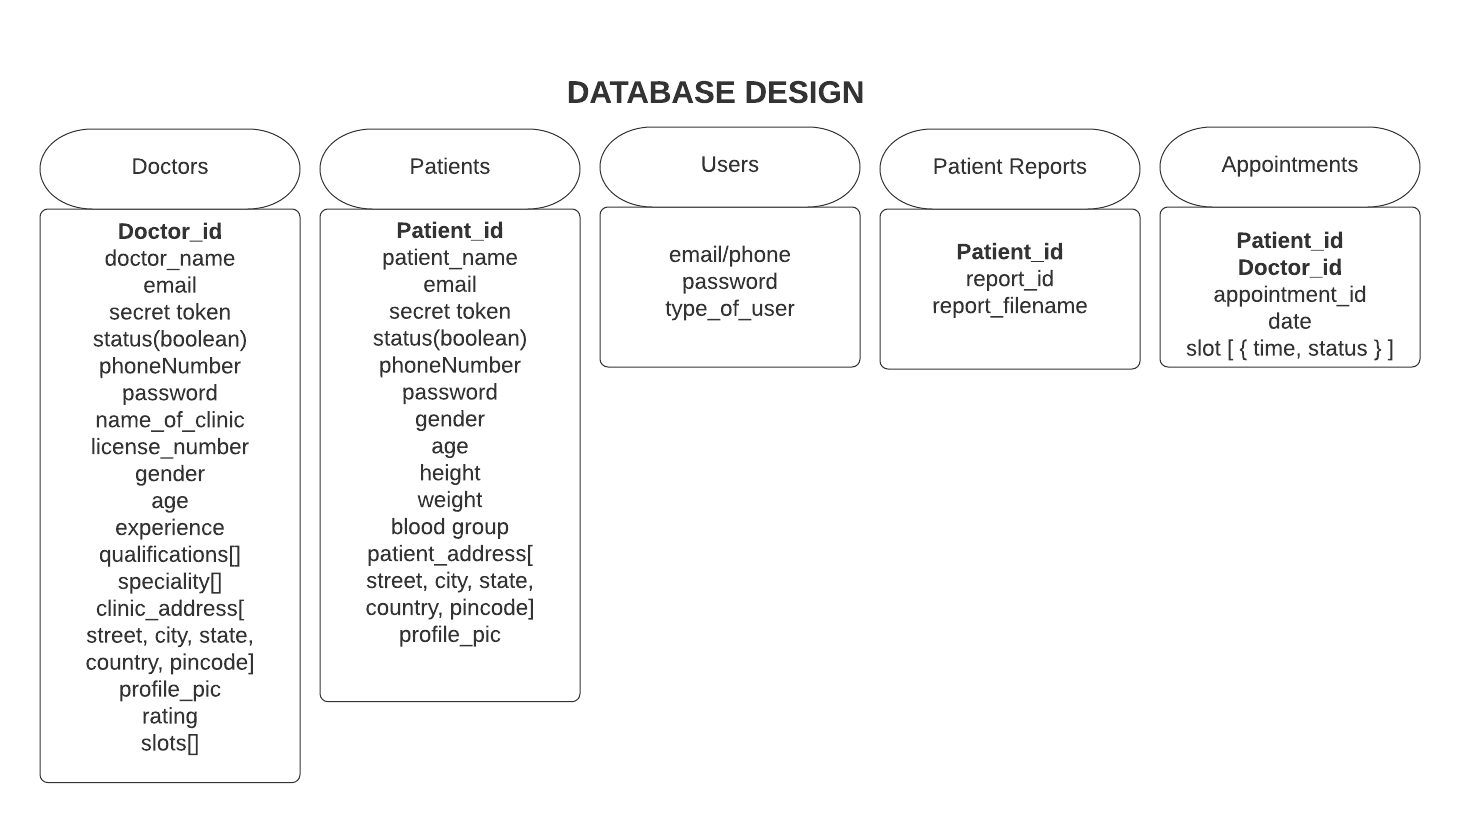 DATABASE DESIGN
Doctors
Doctor_id
doctor_name
email
secret token
status(boolean)
phoneNumber
password
name_of_clinic
license_number
gender
age
experience
qualifications[]
speciality[]
clinic_address[
street, city, state,
country, pincode]
profile_pic
rating
slots[]
Patients
Patient_id
patient_name
email
secret token
status(boolean)
phoneNumber
password
gender
age
height
weight
blood group
patient_address[
street, city, state,
country, pincode]
profile_pic
Users
email/phone
password
type_of_user
Patient Reports
Patient_id
report_id
report_filename
Appointments
Patient_id
Doctor_id
appointment_id
date
slot [ { time, status } ]